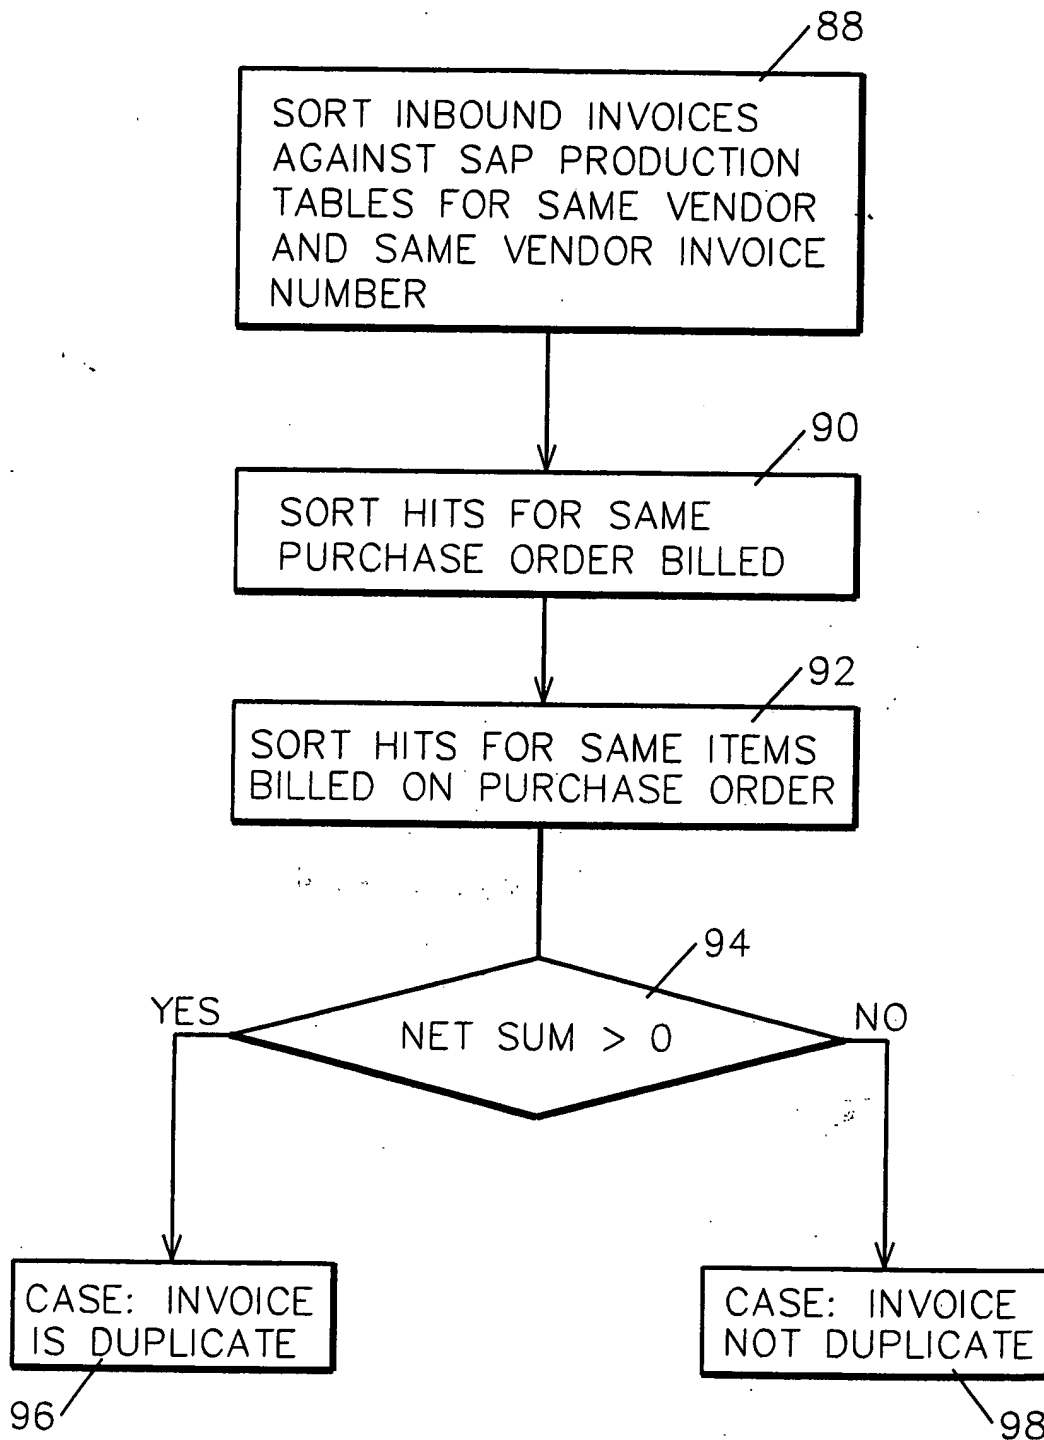 88
SORT INBOUND INVOICES
AGAINST SAP PRODUCTION
TABLES FOR SAME VENDOR
AND SAME VENDOR INVOICE
NUMBER
90
SORT HITS FOR SAME
PURCHASE ORDER BILLED
92
SORT HITS FOR SAME ITEMS
BILLED ON PURCHASE ORDER
94
YES
NET SUM > 0
NO
CASE: INVOICE
IS DUPLICATE
96
CASE: INVOICE
NOT DUPLICATE
98